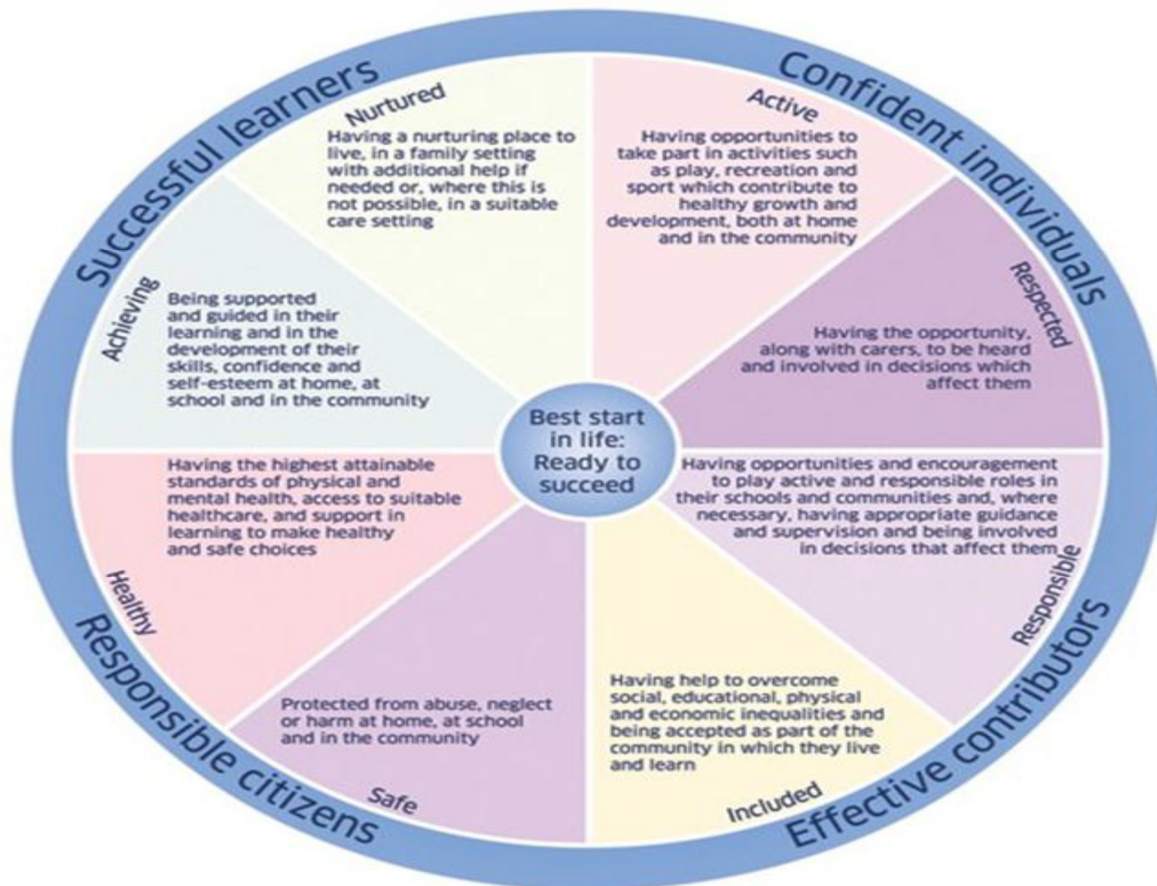 Successful learners
Confident individuals
Nurtured
Having a nurturing place to
live, in a family setting
with additional help if
needed or, where this is
not possible, in a suitable
care setting
Active
Having opportunities to
take part in activities such
as play, recreation and
sport which contribute to
healthy growth and
development, both at home
and in the community
Achieving
Being supported
and guided in their
learning and in the
development of their
skills, confidence and
self-esteem at home, at
school and in the community
Respected
Having the opportunity,
along with carers, to be heard
and involved in decisions which
affect them
Best start
in life:
Ready to
succeed
Healthy
Having the highest attainable
standards of physical and
mental health, access to suitable
healthcare, and support in
learning to make healthy
and safe choices
Having opportunities and encouragement
to play active and responsible roles in
their schools and communities and, where
necessary, having appropriate guidance
and supervision and being involved
in decisions that affect them
Responsible
Protected from abuse, neglect
or harm at home, at school
and in the community
Safe
Having help to overcome
social, educational, physical
and economic inequalities and
being accepted as part of the
community in which they live
and learn
Included
Responsible citizens
Effective contributors